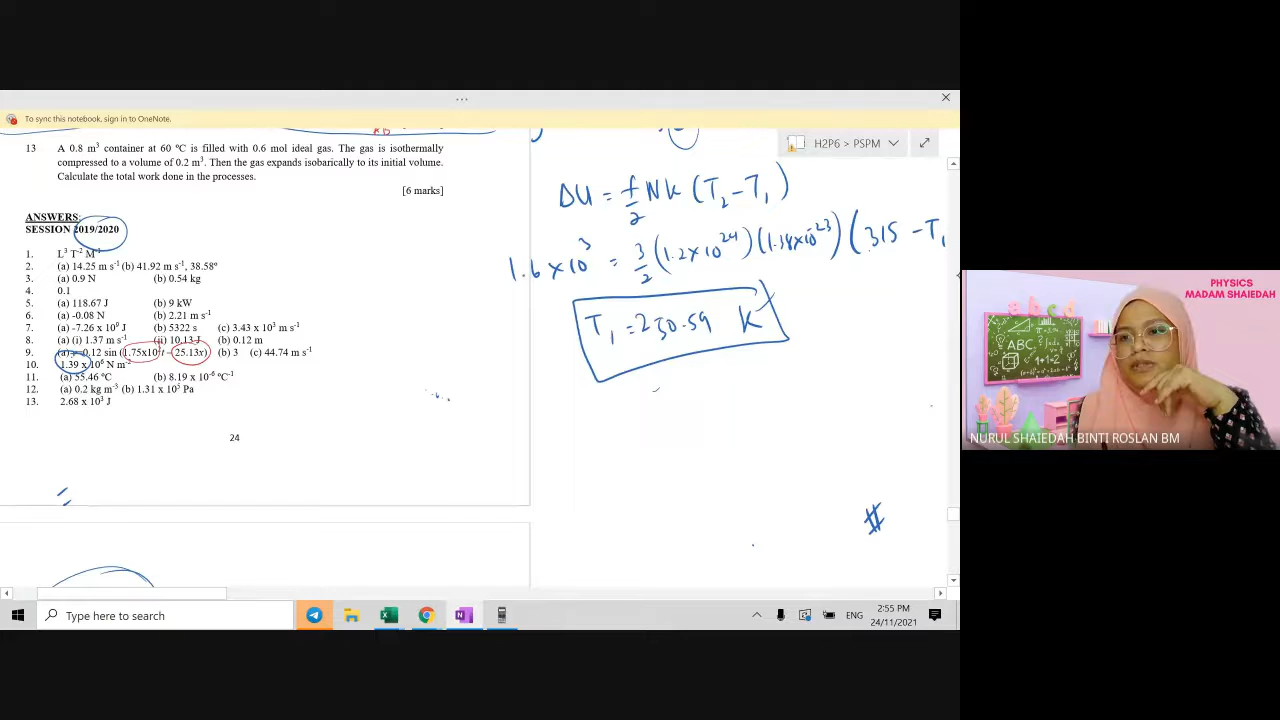 To sync this notebook, sign in to OneNote.
H2P6 > PSPM
13 A 0.8 m³ container at 60 ºC is filled with 0.6 mol ideal gas. The gas is isothermally
compressed to a volume of 0.2 m³. Then the gas expands isobarically to its initial volume.
Calculate the total work done in the processes.
[6 marks]
ANSWERS:
SESSION 2019/2020
1. L³ T⁻² M⁻¹
2. (a) 14.25 m s⁻¹ (b) 41.92 m s⁻¹, 38.58º
3. (a) 0.9 N (b) 0.54 kg
4. 0.1
5. (a) 118.67 J (b) 9 kW
6. (a) -0.08 N (b) 2.21 m s⁻¹
7. (a) -7.26 x 10⁹ J (b) 5322 s (c) 3.43 x 10³ m s⁻¹
8. (a) (i) 1.37 m s⁻¹ (ii) 10.13 J (b) 0.12 m
9. (a) y= 0.12 sin (1.75x10³ t – 25.13x) (b) 3 (c) 44.74 m s⁻¹
10. 1.39 x 10⁶ N m⁻²
11. (a) 55.46 ºC (b) 8.19 x 10⁻⁶ ºC⁻¹
12. (a) 0.2 kg m⁻³ (b) 1.31 x 10⁵ Pa
13. 2.68 x 10³ J
24
ΔU = f/2 Nk (T₂ - T₁)
1.6 x 10³ = 3/2 (1.2 x 10²⁴) (1.38x10⁻²³) (315 - T₁
T₁ = 230.59 K
PHYSICS
MADAM SHAIEDAH
ABC
NURUL SHAIEDAH BINTI ROSLAN BM
Type here to search
ENG
2:55 PM
24/11/2021